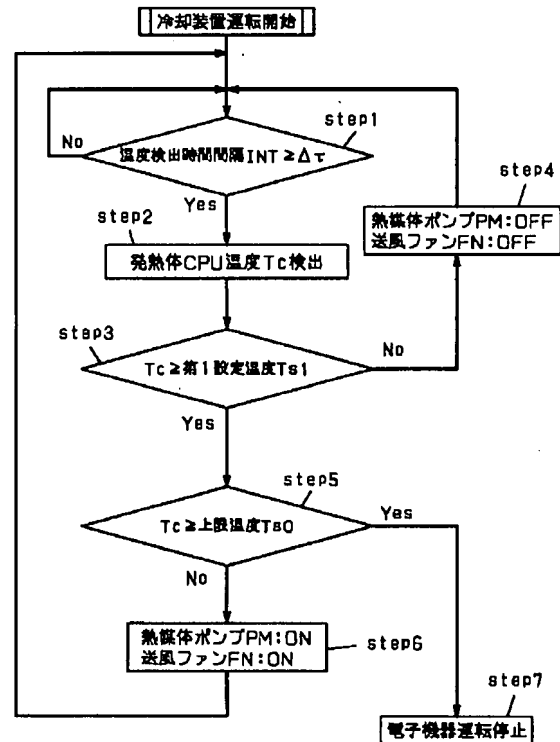 冷却装置運転開始
step1
No
温度検出時間間隔INT≧Δτ
step4
Yes
熱媒体ポンプPM:OFF
送風ファンFN:OFF
step2
発熱体CPU温度Tc検出
step3
No
Tc≧第1設定温度Ts1
Yes
step5
Yes
Tc≧上限温度Ts0
No
熱媒体ポンプPM:ON
送風ファンFN:ON
step6
step7
電子機器運転停止